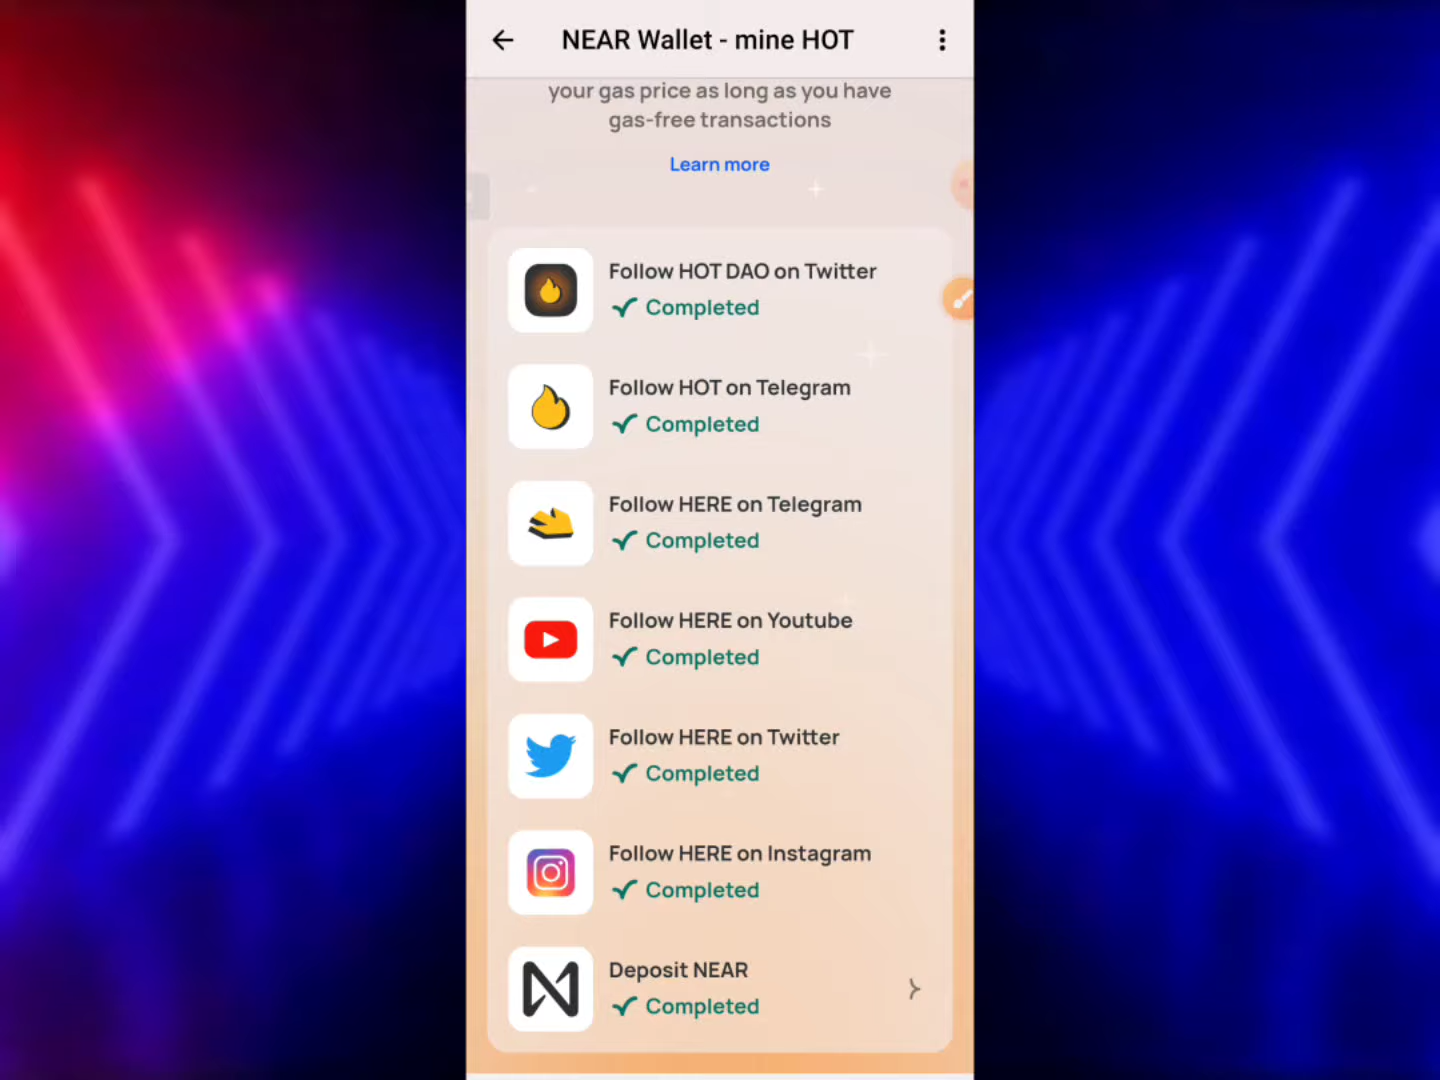 NEAR Wallet - mine HOT
your gas price as long as you have
gas-free transactions
Learn more
Follow HOT DAO on Twitter
Completed
Follow HOT on Telegram
Completed
Follow HERE on Telegram
Completed
Follow HERE on Youtube
Completed
Follow HERE on Twitter
Completed
Follow HERE on Instagram
Completed
Deposit NEAR
Completed